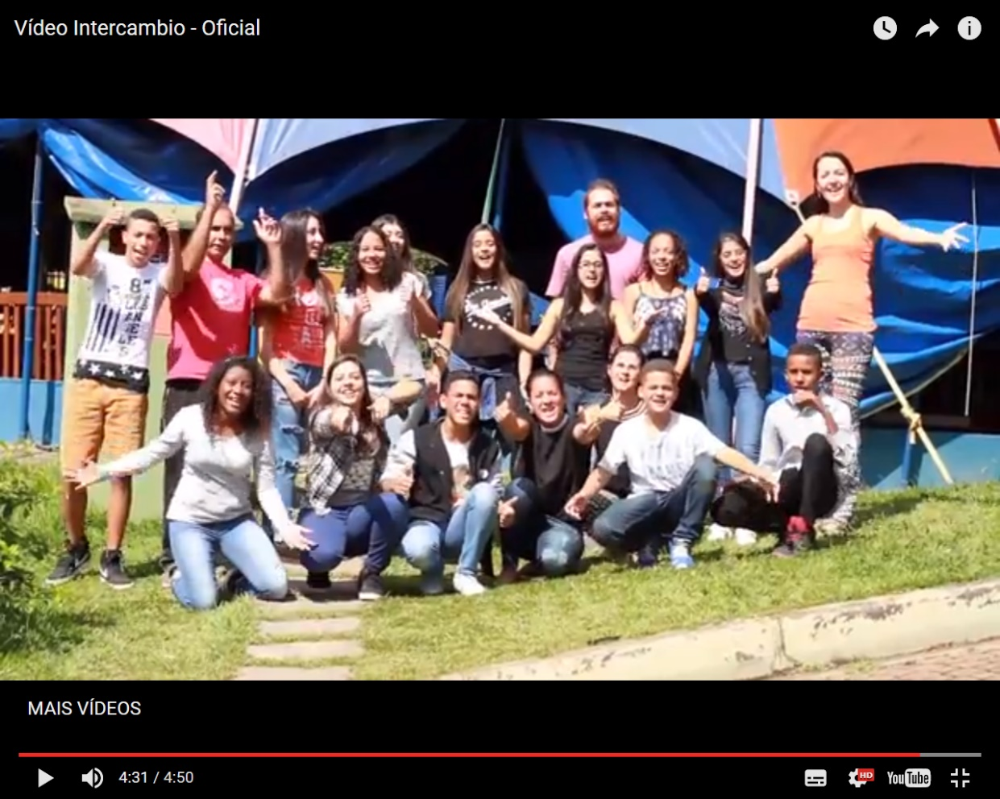 Vídeo Intercambio - Oficial
MAIS VÍDEOS
4:31 / 4:50
HD
YouTube